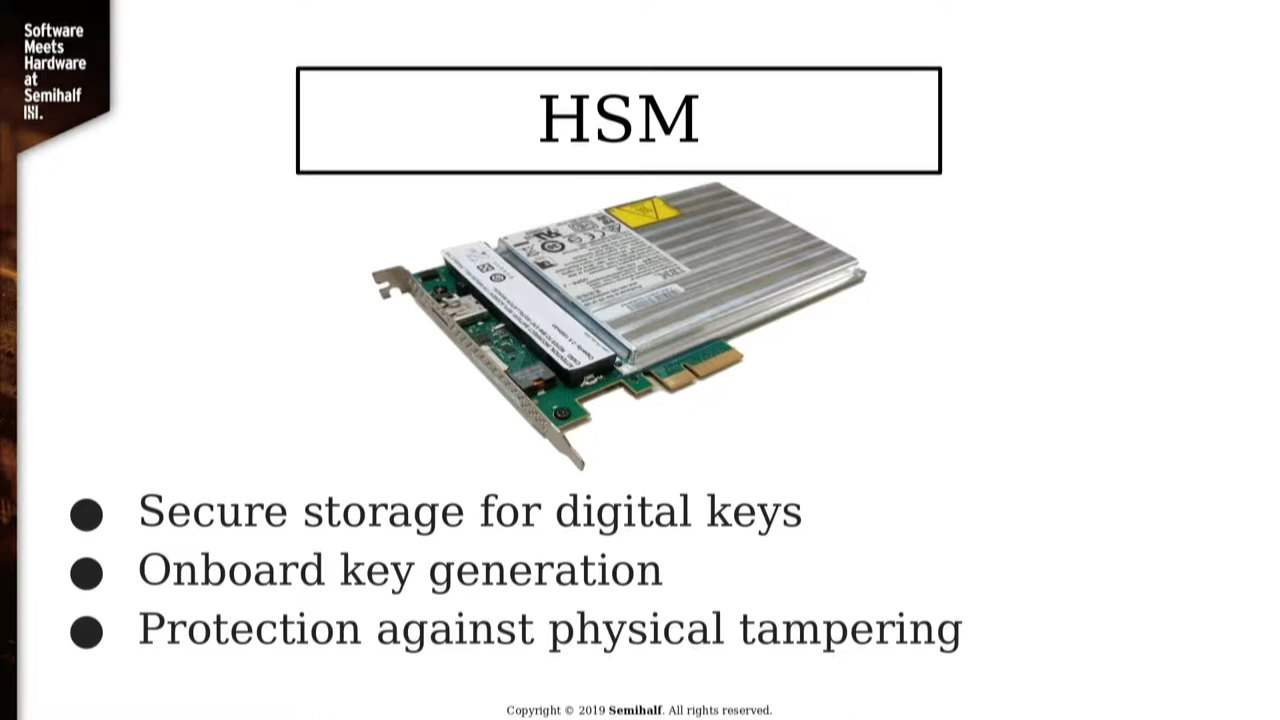 Software
Meets
Hardware
at
Semihalf
HSM
Secure storage for digital keys
Onboard key generation
Protection against physical tampering
Copyright © 2019 Semihalf. All rights reserved.